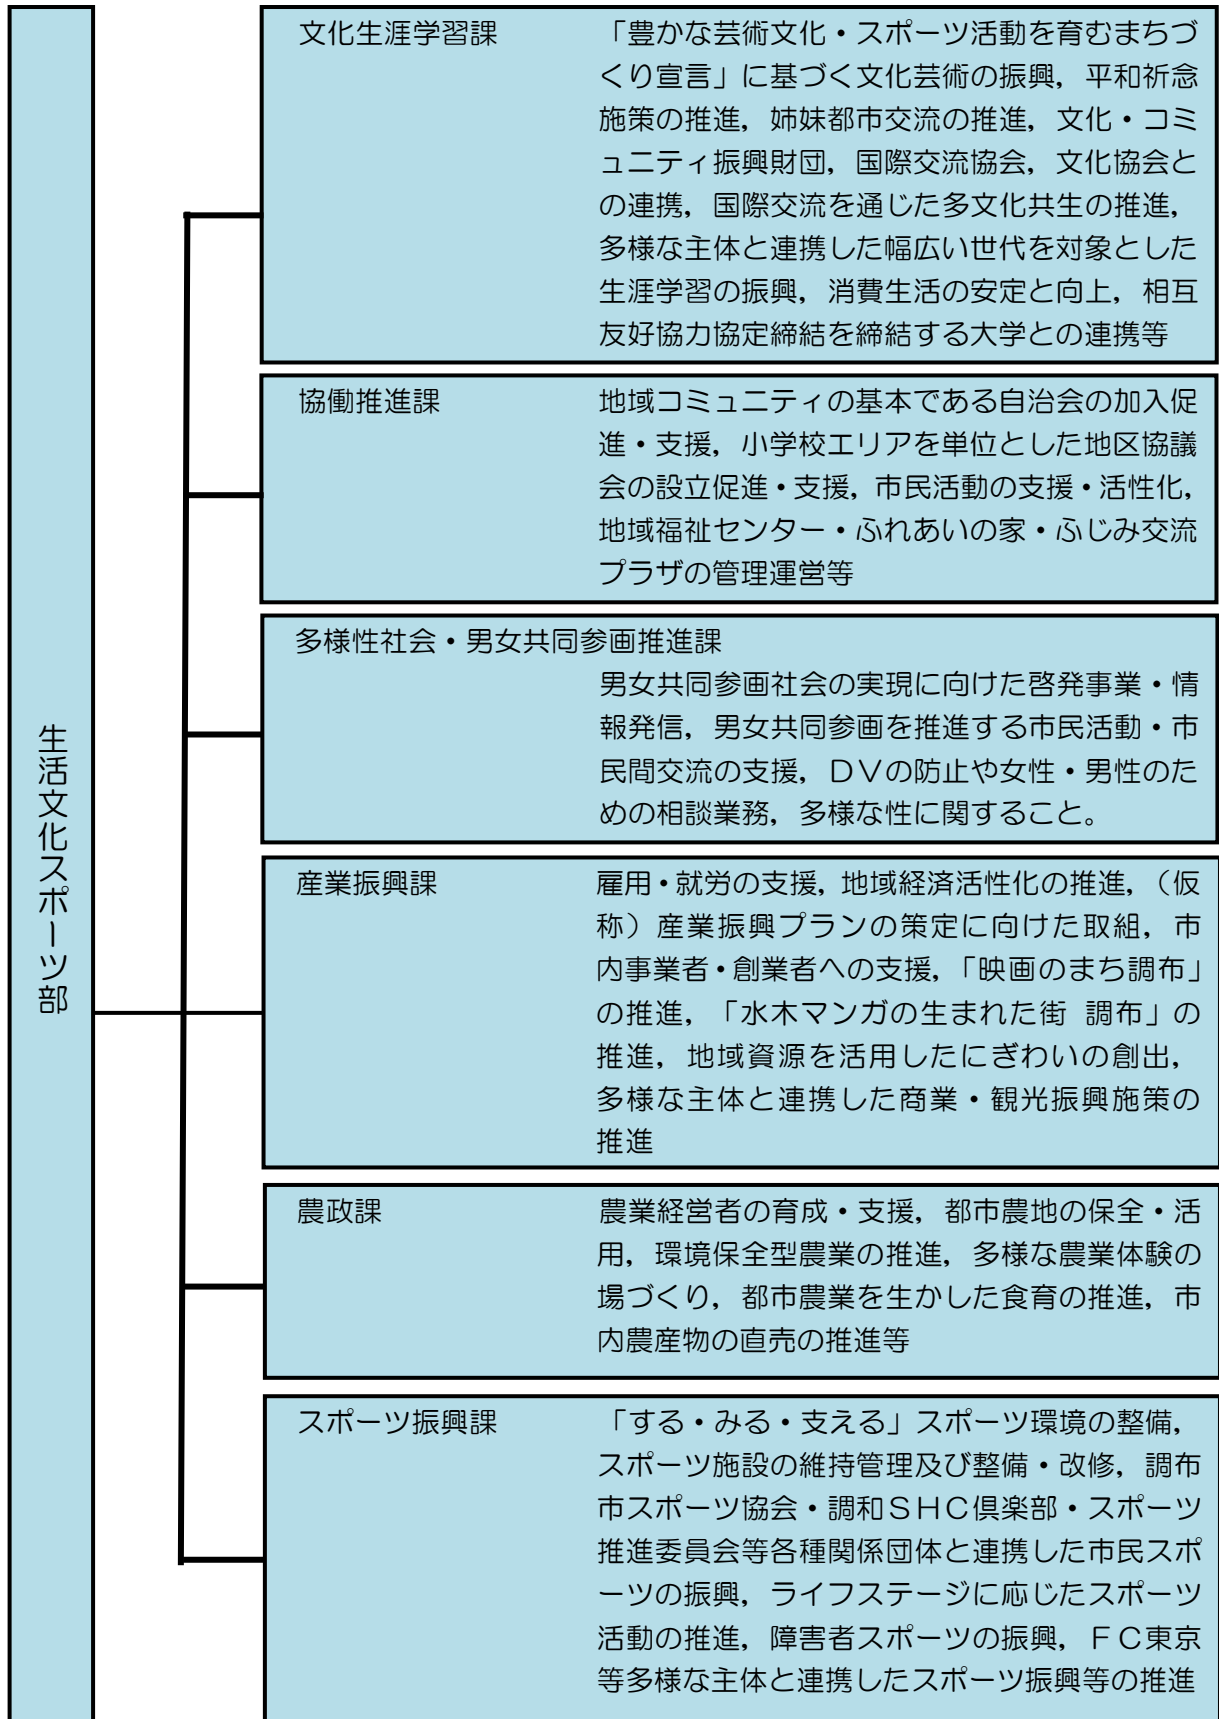 生活文化スポーツ部
文化生涯学習課
「豊かな芸術文化・スポーツ活動を育むまちづ
くり宣言」に基づく文化芸術の振興，平和祈念
施策の推進，姉妹都市交流の推進，文化・コミ
ュニティ振興財団，国際交流協会，文化協会と
の連携，国際交流を通じた多文化共生の推進，
多様な主体と連携した幅広い世代を対象とした
生涯学習の振興，消費生活の安定と向上，相互
友好協力協定締結を締結する大学との連携等
協働推進課
地域コミュニティの基本である自治会の加入促
進・支援，小学校エリアを単位とした地区協議
会の設立促進・支援，市民活動の支援・活性化，
地域福祉センター・ふれあいの家・ふじみ交流
プラザの管理運営等
多様性社会・男女共同参画推進課
男女共同参画社会の実現に向けた啓発事業・情
報発信，男女共同参画を推進する市民活動・市
民間交流の支援，ＤＶの防止や女性・男性のた
めの相談業務，多様な性に関すること。
産業振興課
雇用・就労の支援，地域経済活性化の推進，（仮
称）産業振興プランの策定に向けた取組，市
内事業者・創業者への支援，「映画のまち調布」
の推進，「水木マンガの生まれた街 調布」の
推進，地域資源を活用したにぎわいの創出，
多様な主体と連携した商業・観光振興施策の
推進
農政課
農業経営者の育成・支援，都市農地の保全・活
用，環境保全型農業の推進，多様な農業体験の
場づくり，都市農業を生かした食育の推進，市
内農産物の直売の推進等
スポーツ振興課
「する・みる・支える」スポーツ環境の整備，
スポーツ施設の維持管理及び整備・改修，調布
市スポーツ協会・調和ＳＨＣ倶楽部・スポーツ
推進委員会等各種関係団体と連携した市民スポ
ーツの振興，ライフステージに応じたスポーツ
活動の推進，障害者スポーツの振興，ＦＣ東京
等多様な主体と連携したスポーツ振興等の推進